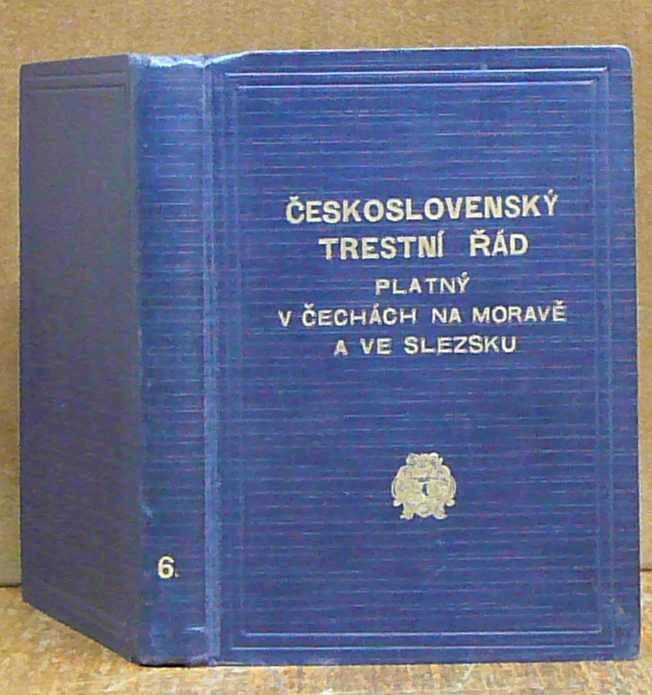 ČESKOSLOVENSKÝ
TRESTNÍ ŘÁD
PLATNÝ
V ČECHÁCH NA MORAVĚ
A VE SLEZSKU
6.